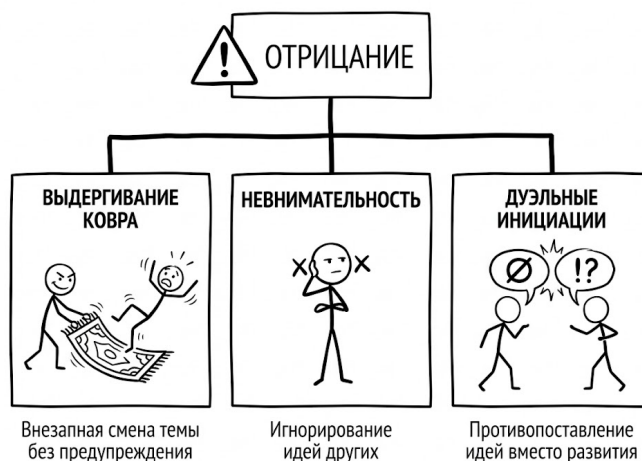 ОТРИЦАНИЕ
ВЫДЕРГИВАНИЕ
КОВРА
Внезапная смена темы
без предупреждения
НЕВНИМАТЕЛЬНОСТЬ
Игнорирование
идей других
ДУЭЛЬНЫЕ
ИНИЦИАЦИИ
!?
Противопоставление
идей вместо развития